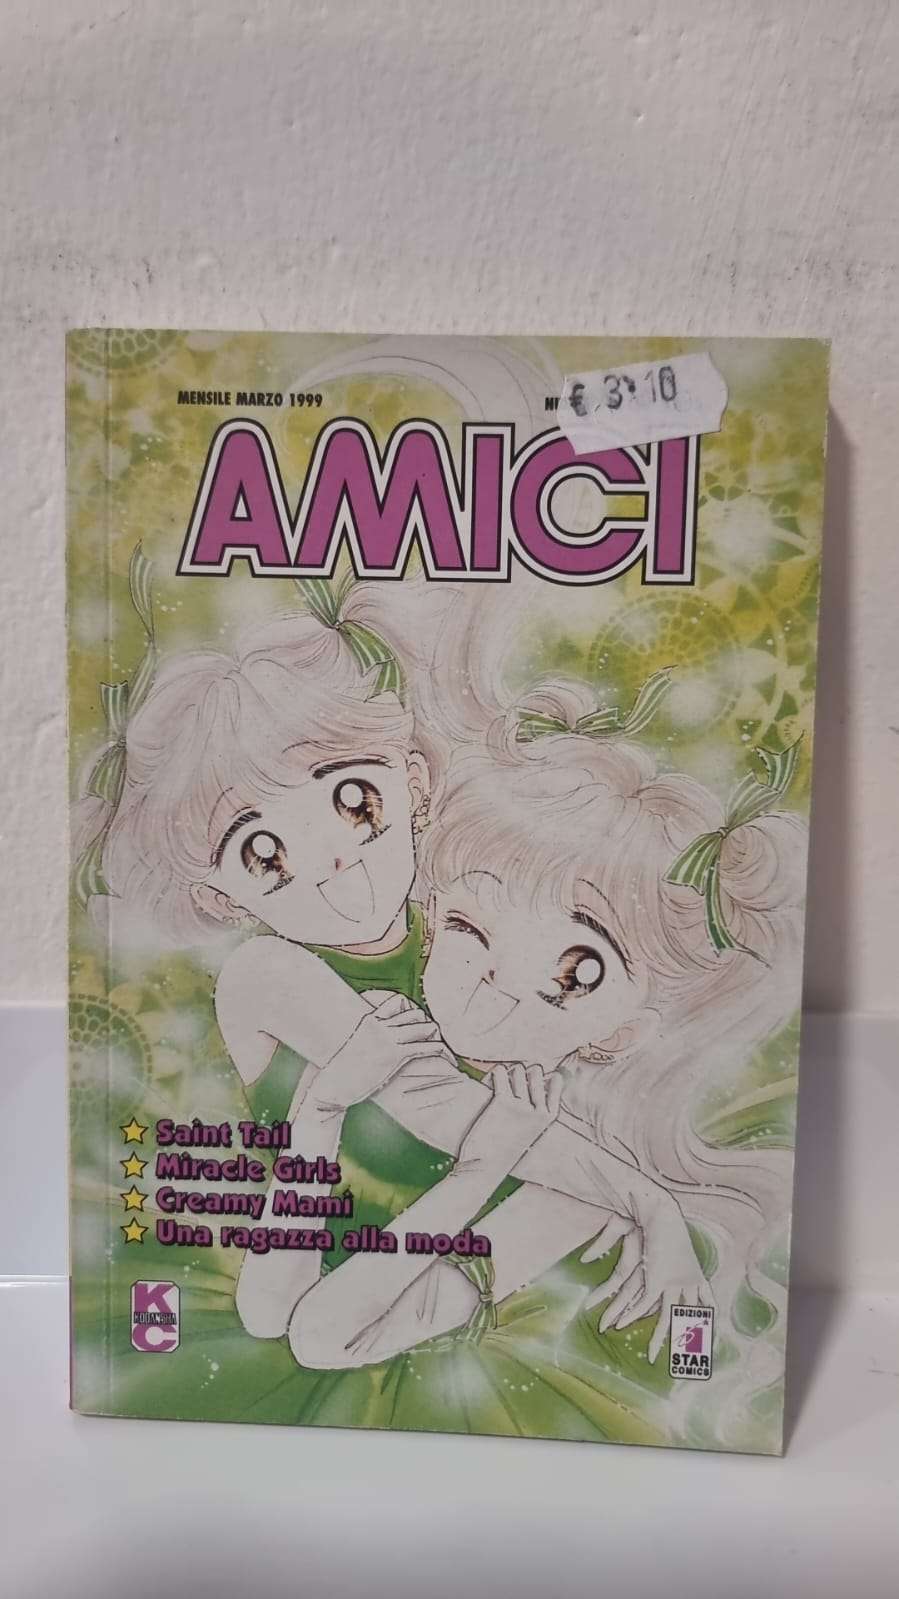 MENSILE MARZO 1999
€ 3,10
AMICI
Saint Tail
Miracle Girls
Creamy Mami
Una ragazza alla moda
KC
KODANSHA
EDIZIONI
STAR
COMICS